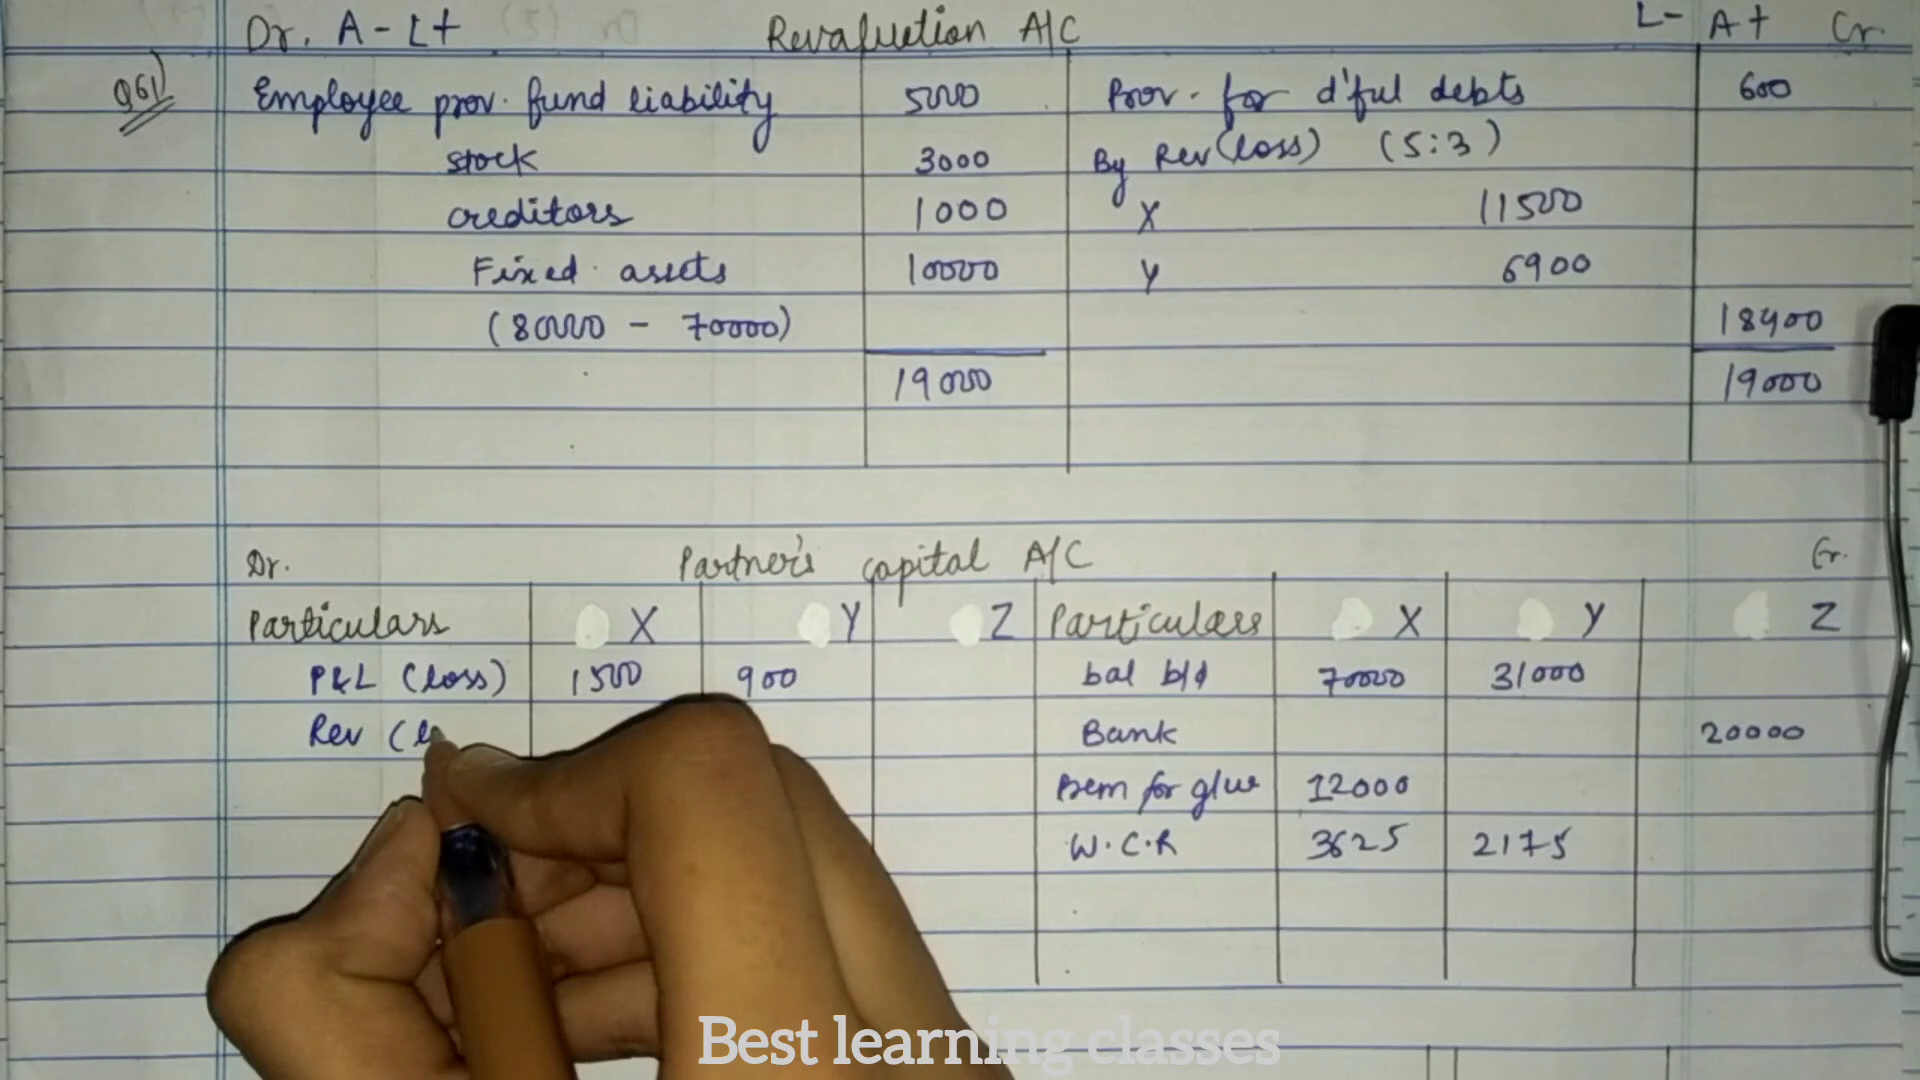 Dr. A - L+ Revaluation A/C L- A+ Cr.
Q61) Employee prov. fund liability 5000 Prov. for d'ful debts 600
stock 3000 By Rev (loss) (5:3)
creditors 1000 X 11500
Fixed assets 10000 Y 6900
(80000 - 70000) 18400
19000 19000
Dr. Partner's capital A/C Cr.
Particulars X Y Z Particulars X Y Z
P&L (loss) 1500 900 bal b/d 70000 31000
Rev ( Bank 20000
Prem for g/w 12000
W.C.R 3625 2175
Best learning classes